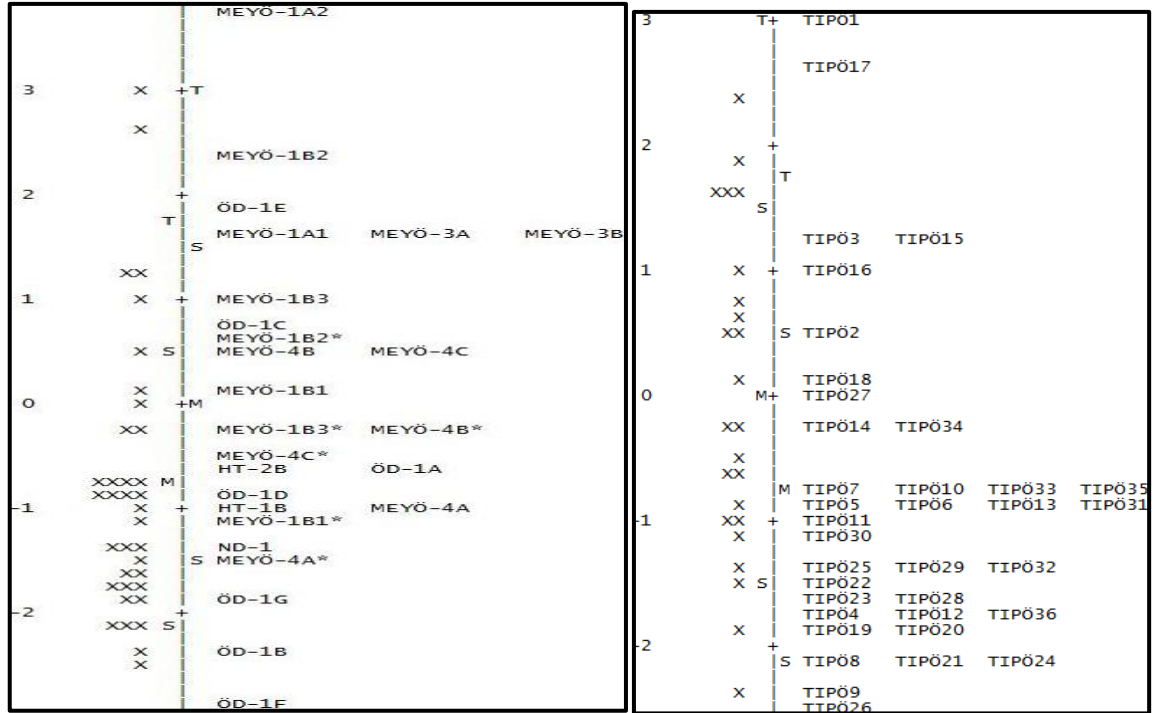 MEYÖ-1A2
3 X +T
X
MEYÖ-1B2
2 +
ÖD-1E
T
MEYÖ-1A1 MEYÖ-3A MEYÖ-3B
S
XX
1 X + MEYÖ-1B3
ÖD-1C
MEYÖ-1B2*
X S MEYÖ-4B MEYÖ-4C
X MEYÖ-1B1
0 X +M
XX MEYÖ-1B3* MEYÖ-4B*
MEYÖ-4C*
HT-2B ÖD-1A
XXXX M
XXXX ÖD-1D
-1 X + HT-1B MEYÖ-4A
X MEYÖ-1B1*
XXX ND-1
X S MEYÖ-4A*
XX
XXX
XX ÖD-1G
-2 +
XXX S
X ÖD-1B
X
ÖD-1F
3 T+ TIPÖ1
TIPÖ17
X
2 +
X
T
XXX
S
TIPÖ3 TIPÖ15
1 X + TIPÖ16
X
X
XX S TIPÖ2
X TIPÖ18
0 M+ TIPÖ27
XX TIPÖ14 TIPÖ34
X
XX
M TIPÖ7 TIPÖ10 TIPÖ33 TIPÖ35
X TIPÖ5 TIPÖ6 TIPÖ13 TIPÖ31
-1 XX + TIPÖ11
X TIPÖ30
X TIPÖ25 TIPÖ29 TIPÖ32
X S TIPÖ22
TIPÖ23 TIPÖ28
TIPÖ4 TIPÖ12 TIPÖ36
X TIPÖ19 TIPÖ20
-2 +
S TIPÖ8 TIPÖ21 TIPÖ24
X TIPÖ9
TIPÖ26